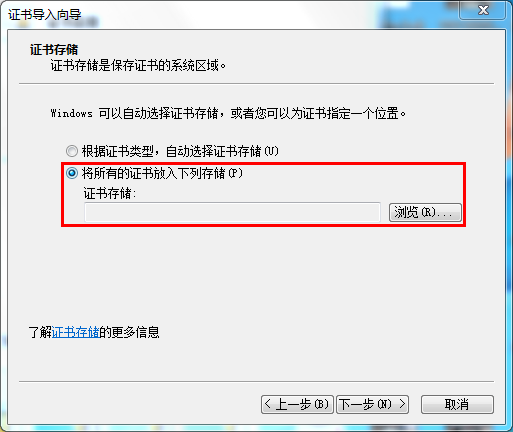 证书导入向导
证书存储
证书存储是保存证书的系统区域。
Windows 可以自动选择证书存储，或者您可以为证书指定一个位置。
根据证书类型，自动选择证书存储(U)
将所有的证书放入下列存储(P)
证书存储:
浏览(R)...
了解证书存储的更多信息
< 上一步(B) 下一步(N) > 取消